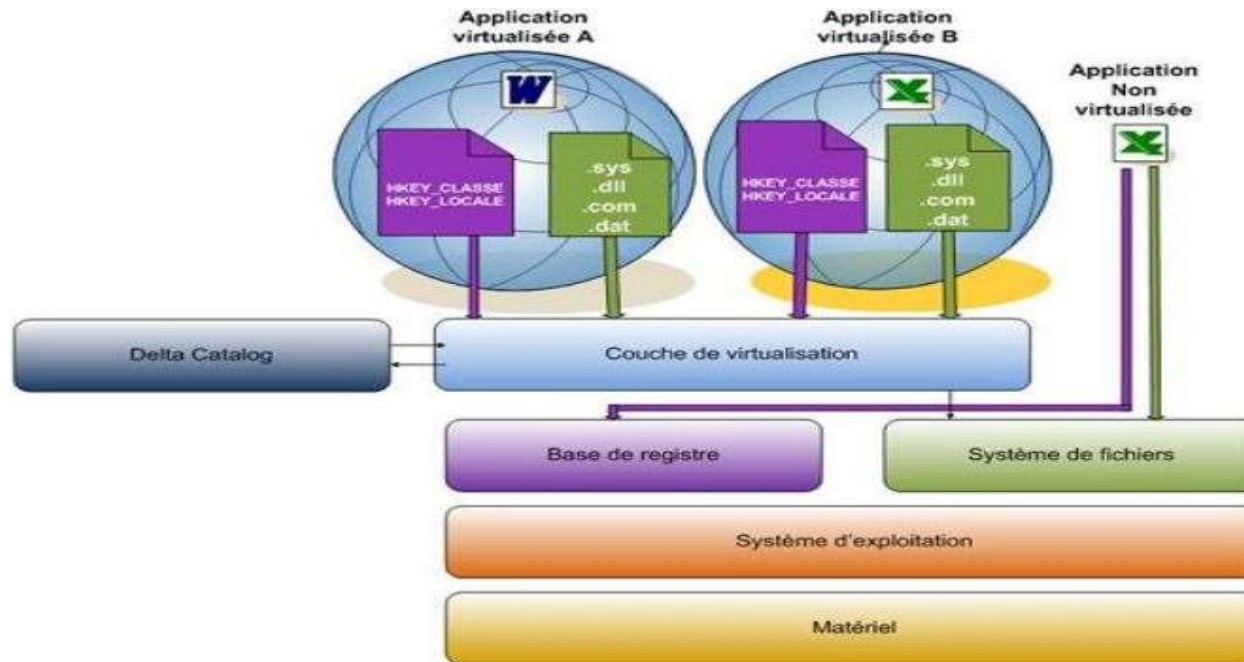 Application
virtualisée A
Application
virtualisée B
Application
Non
virtualisée
W
X
X
HKEY_CLASSE
HKEY_LOCALE
.sys
.dll
.com
.dat
HKEY_CLASSE
HKEY_LOCALE
.sys
.dll
.com
.dat
Delta Catalog
Couche de virtualisation
Base de registre
Système de fichiers
Système d'exploitation
Matériel